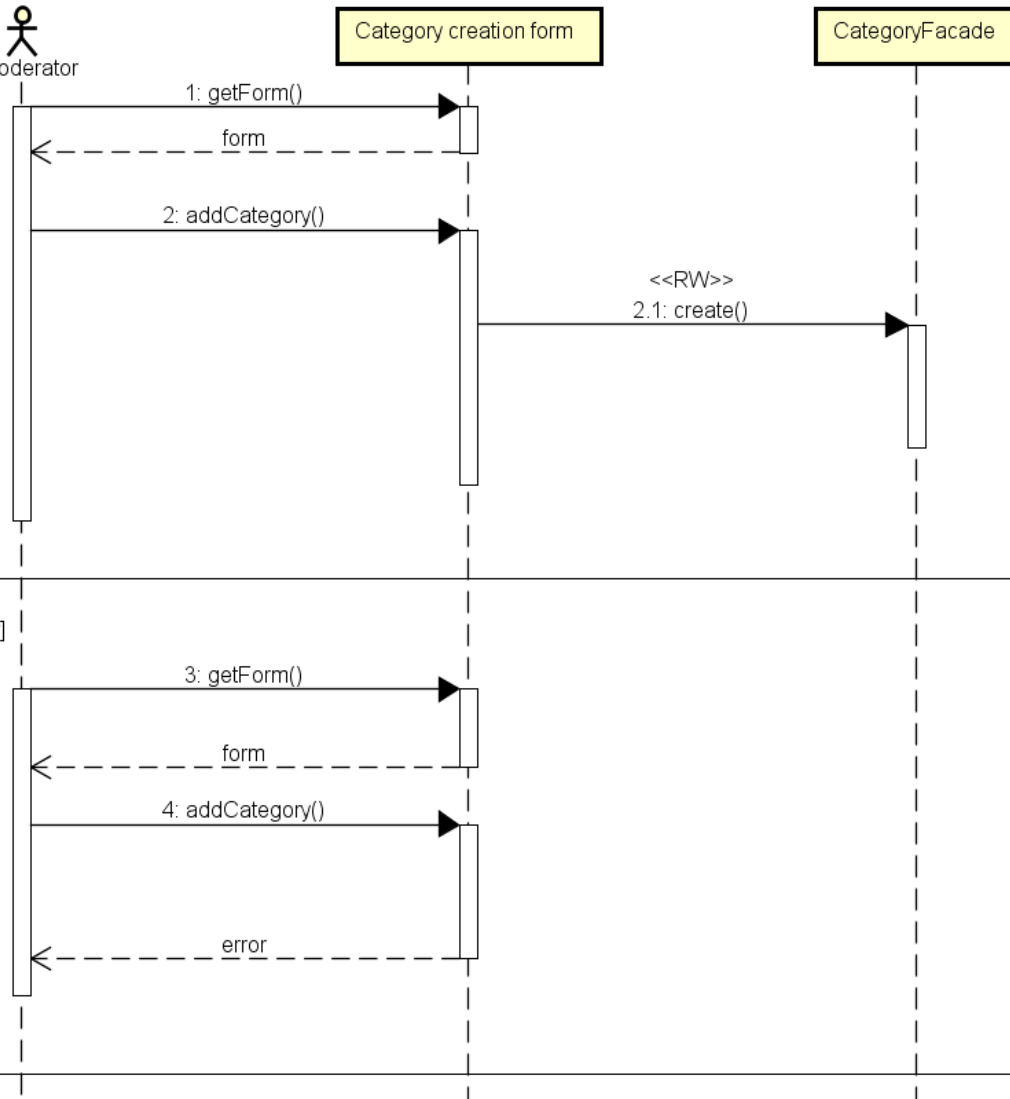 Category creation form
CategoryFacade
oderator
1: getForm()
form
2: addCategory()
<<RW>>
2.1: create()
]
3: getForm()
form
4: addCategory()
error